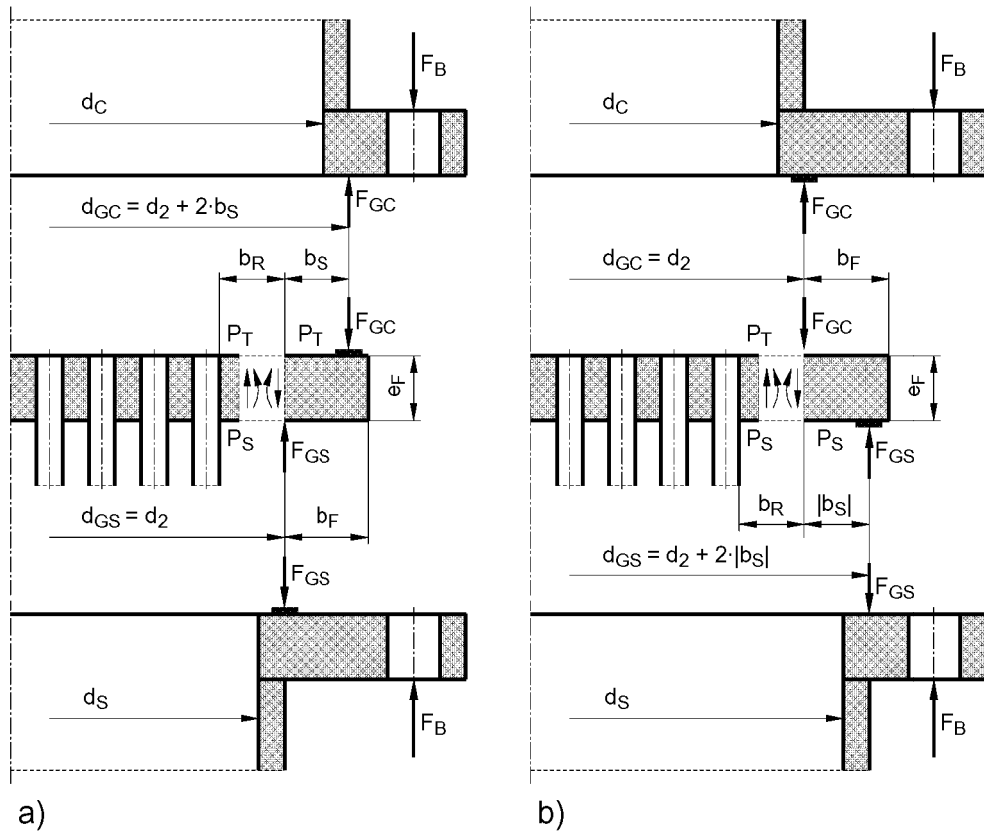 F_B
d_C
F_GC
d_GC = d_2 + 2·b_S
b_R
b_S
F_GC
P_T
P_T
e_F
P_S
F_GS
d_GS = d_2
b_F
F_GS
d_S
F_B
a)
F_B
d_C
F_GC
d_GC = d_2
b_F
F_GC
P_T
P_T
e_F
P_S
P_S
F_GS
b_R
|b_S|
d_GS = d_2 + 2·|b_S|
F_GS
d_S
F_B
b)